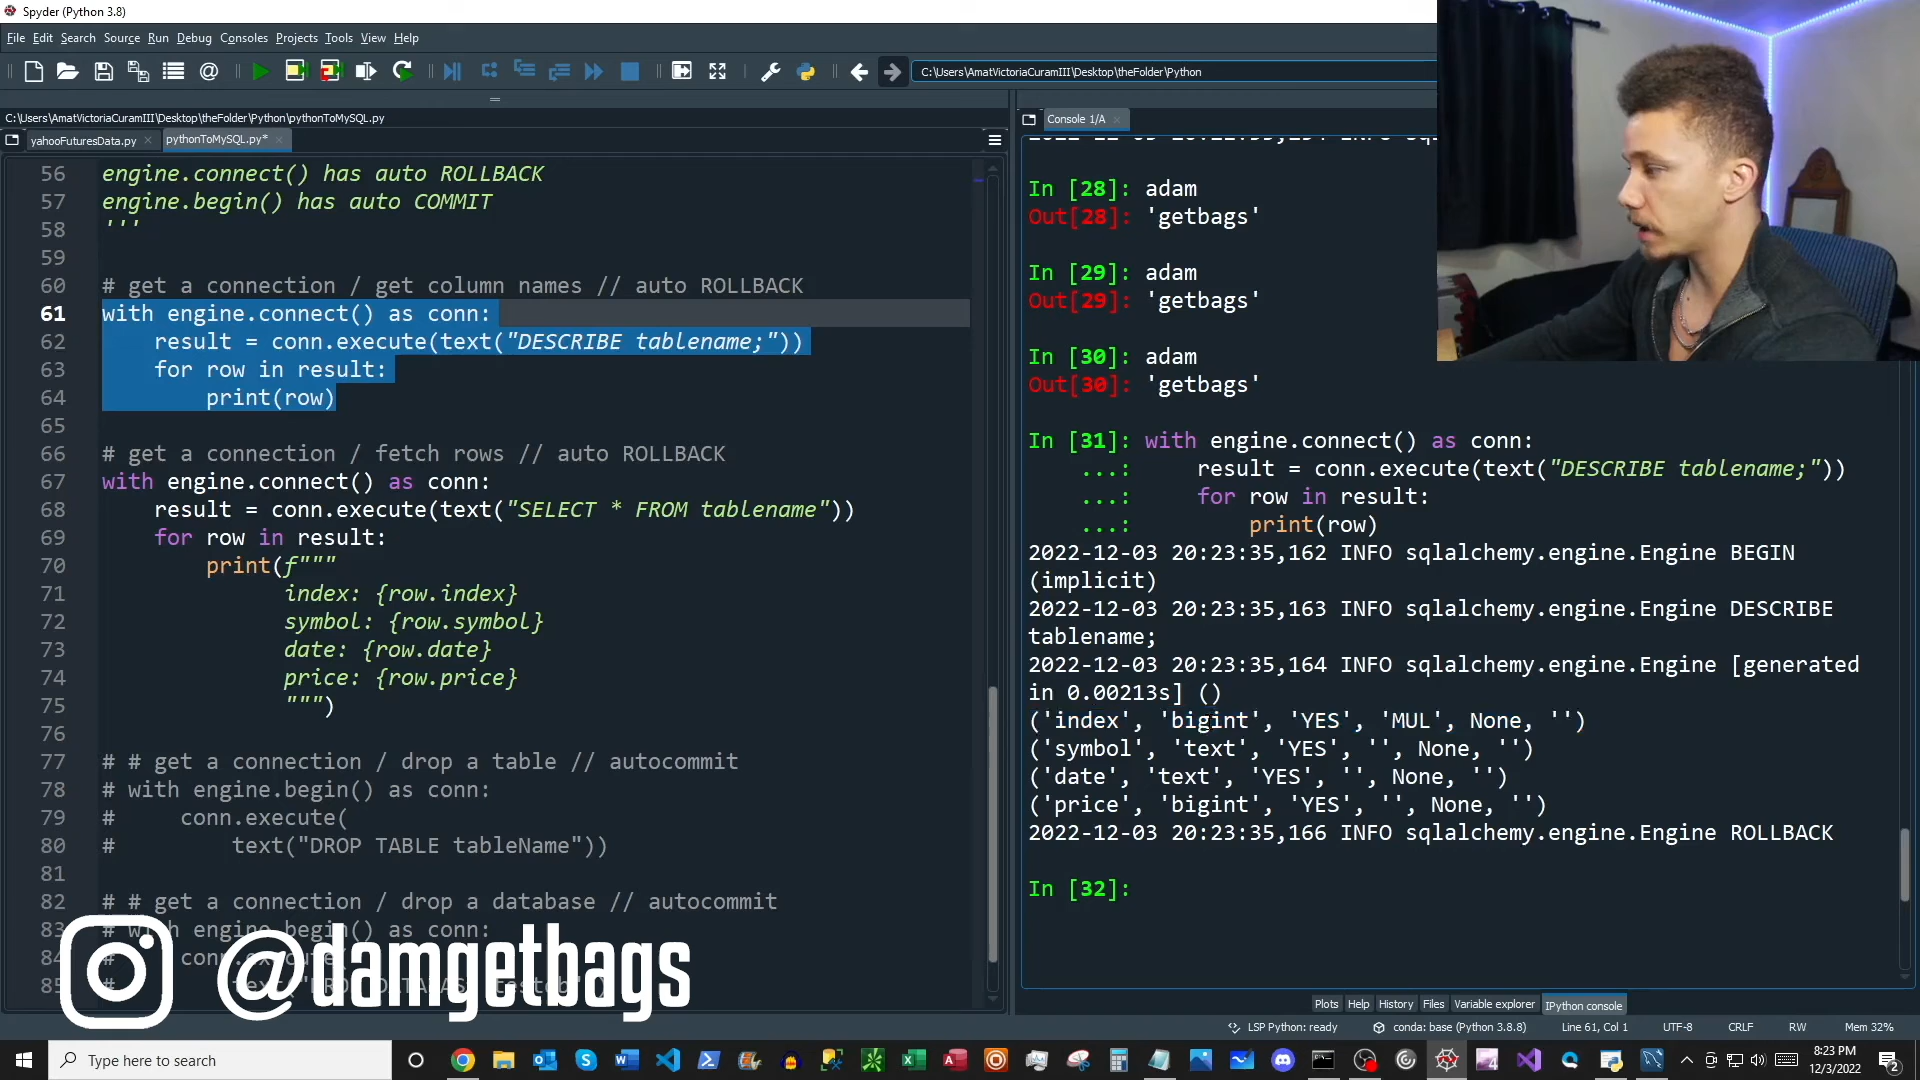 Spyder (Python 3.8)
File Edit Search Source Run Debug Consoles Projects Tools View Help
C:\Users\AmatVictoriaCuramIII\Desktop\theFolder\Python
C:\Users\AmatVictoriaCuramIII\Desktop\theFolder\Python\pythonToMySQL.py
yahooFuturesData.py
pythonToMySQL.py*
56 engine.connect() has auto ROLLBACK
57 engine.begin() has auto COMMIT
58 '''
59
60 # get a connection / get column names // auto ROLLBACK
61 with engine.connect() as conn:
62 result = conn.execute(text("DESCRIBE tablename;"))
63 for row in result:
64 print(row)
65
66 # get a connection / fetch rows // auto ROLLBACK
67 with engine.connect() as conn:
68 result = conn.execute(text("SELECT * FROM tablename"))
69 for row in result:
70 print(f"""
71 index: {row.index}
72 symbol: {row.symbol}
73 date: {row.date}
74 price: {row.price}
75 """)
76
77 # # get a connection / drop a table // autocommit
78 # with engine.begin() as conn:
79 # conn.execute(
80 # text("DROP TABLE tableName"))
81
82 # # get a connection / drop a database // autocommit
83 # with engine.begin() as conn:
84 # conn.execute(
85
@damgetbags
Console 1/A
In [28]: adam
Out[28]: 'getbags'
In [29]: adam
Out[29]: 'getbags'
In [30]: adam
Out[30]: 'getbags'
In [31]: with engine.connect() as conn:
...: result = conn.execute(text("DESCRIBE tablename;"))
...: for row in result:
...: print(row)
2022-12-03 20:23:35,162 INFO sqlalchemy.engine.Engine BEGIN
(implicit)
2022-12-03 20:23:35,163 INFO sqlalchemy.engine.Engine DESCRIBE
tablename;
2022-12-03 20:23:35,164 INFO sqlalchemy.engine.Engine [generated
in 0.00213s] ()
('index', 'bigint', 'YES', 'MUL', None, '')
('symbol', 'text', 'YES', '', None, '')
('date', 'text', 'YES', '', None, '')
('price', 'bigint', 'YES', '', None, '')
2022-12-03 20:23:35,166 INFO sqlalchemy.engine.Engine ROLLBACK
In [32]:
Plots Help History Files Variable explorer IPython console
LSP Python: ready conda: base (Python 3.8.8) Line 61, Col 1 UTF-8 CRLF RW Mem 32%
Type here to search
8:23 PM
12/3/2022
2